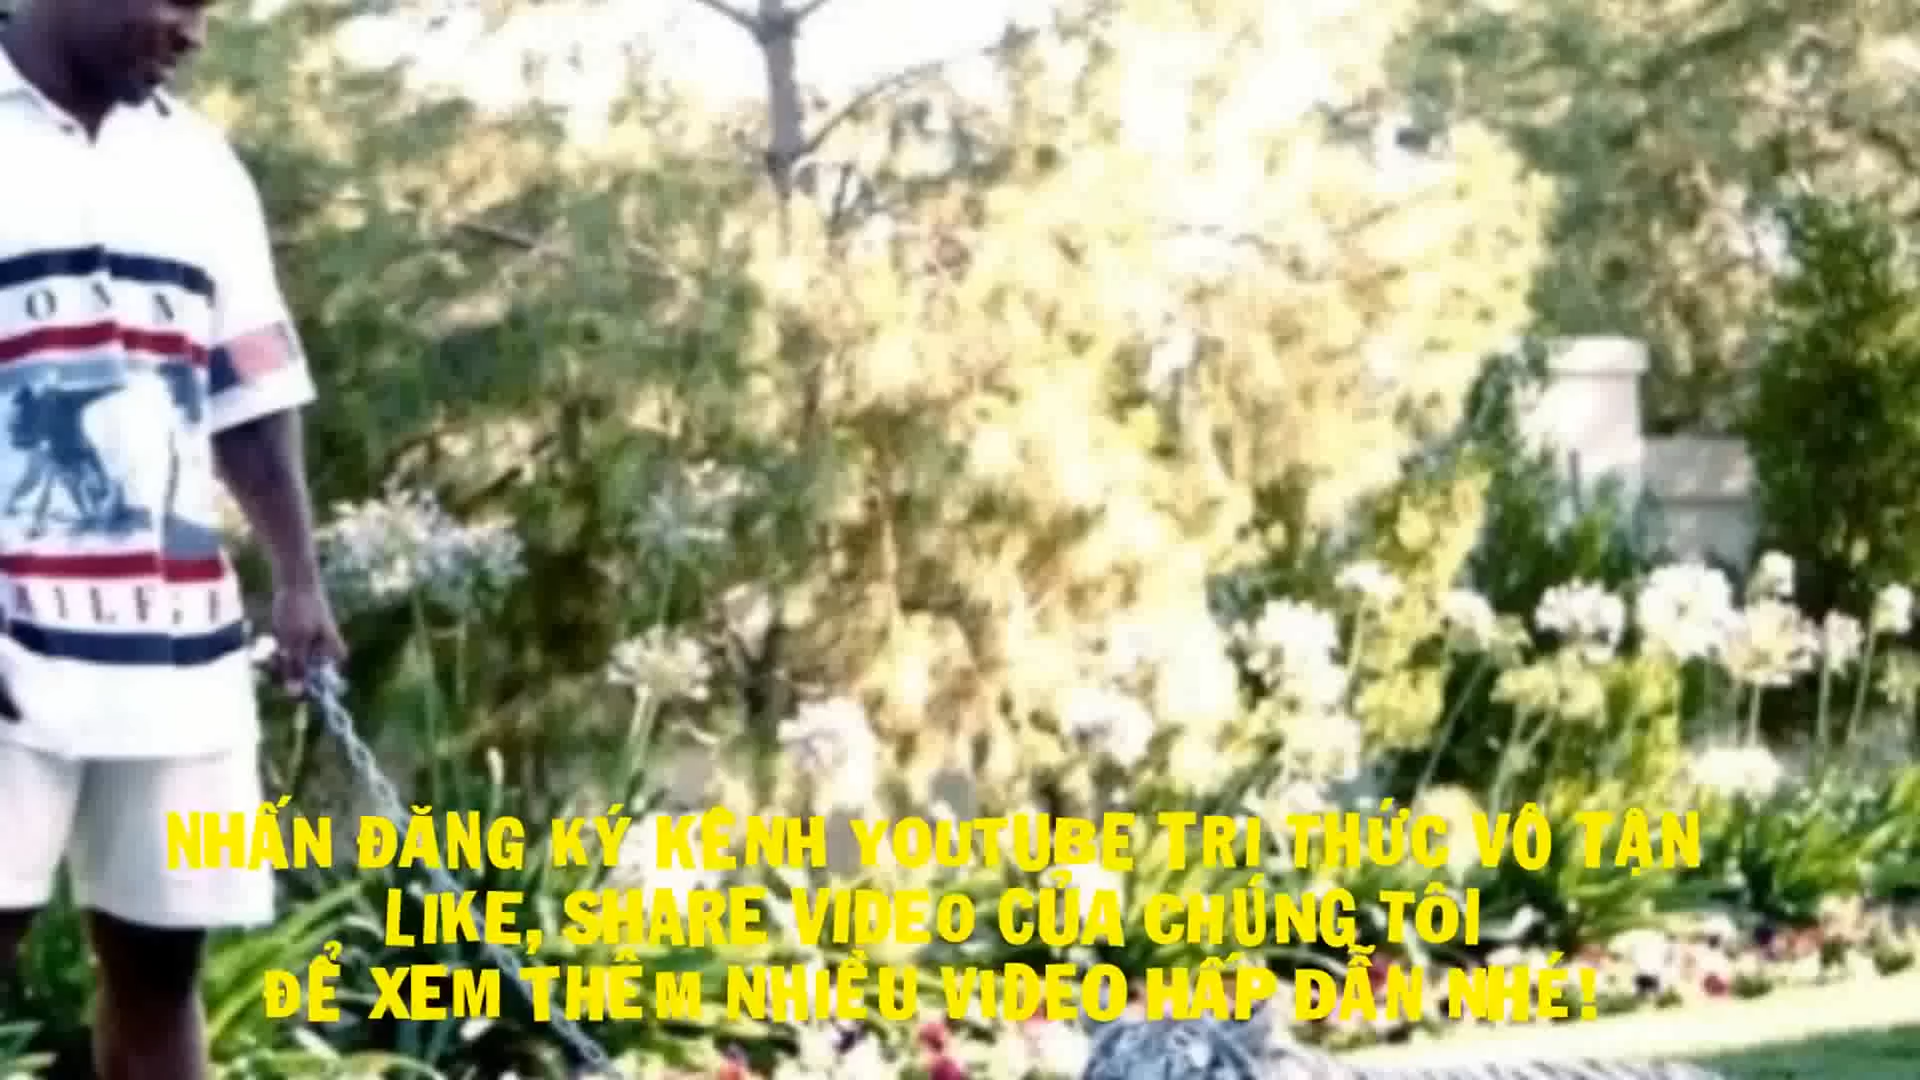 NHẤN ĐĂNG KÝ KÊNH YOUTUBE TRI THỨC VÔ TẬN
LIKE, SHARE VIDEO CỦA CHÚNG TÔI
ĐỂ XEM THÊM NHIỀU VIDEO HẤP DẪN NHÉ!